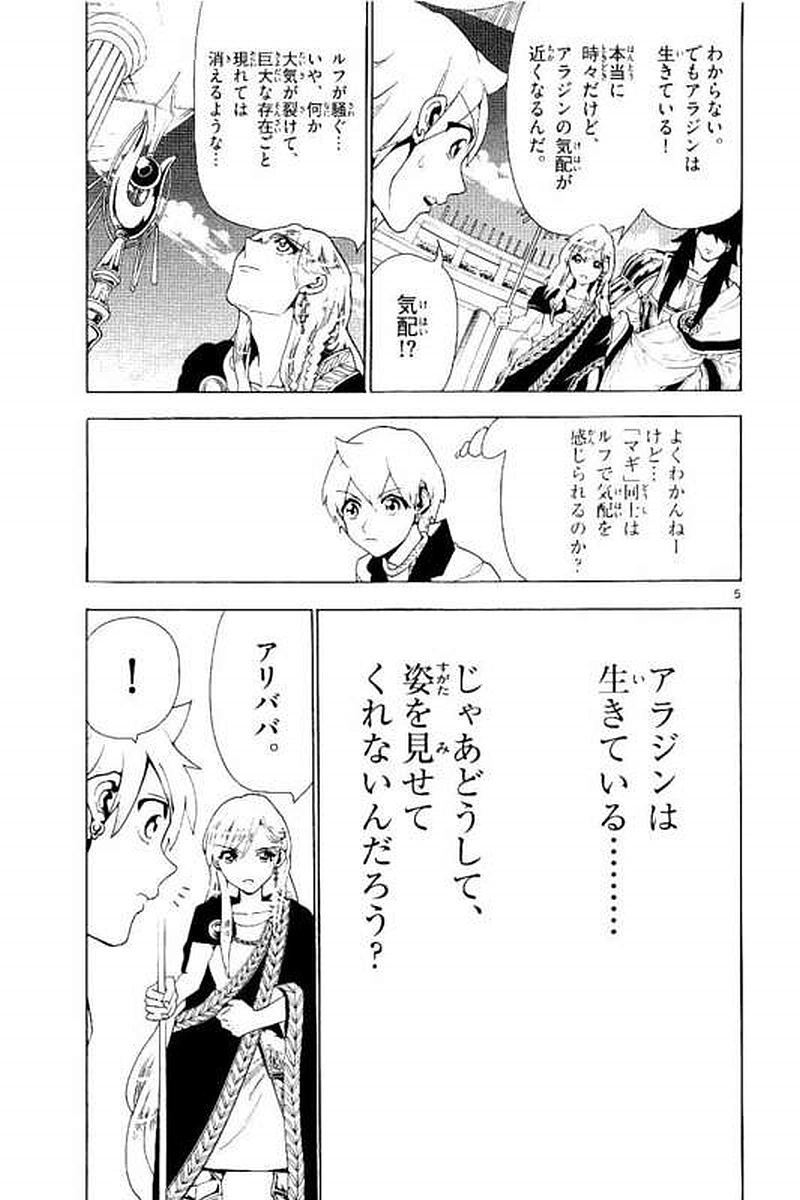 わからない。
でもアラジンは
生きている！
本当に
時々だけど、
アラジンの気配が
近くなるんだ。
気配!?
ルフが騒ぐ…
いや、何か
大気が裂けて、
巨大な存在ごと
現れては
消えるような…
よくわかんねー
けど…
「マギ」同士は
ルフで気配を
感じられるのか？
5
アラジンは
生きている………
じゃあどうして、
姿を見せて
くれないんだろう？
アリババ。
！